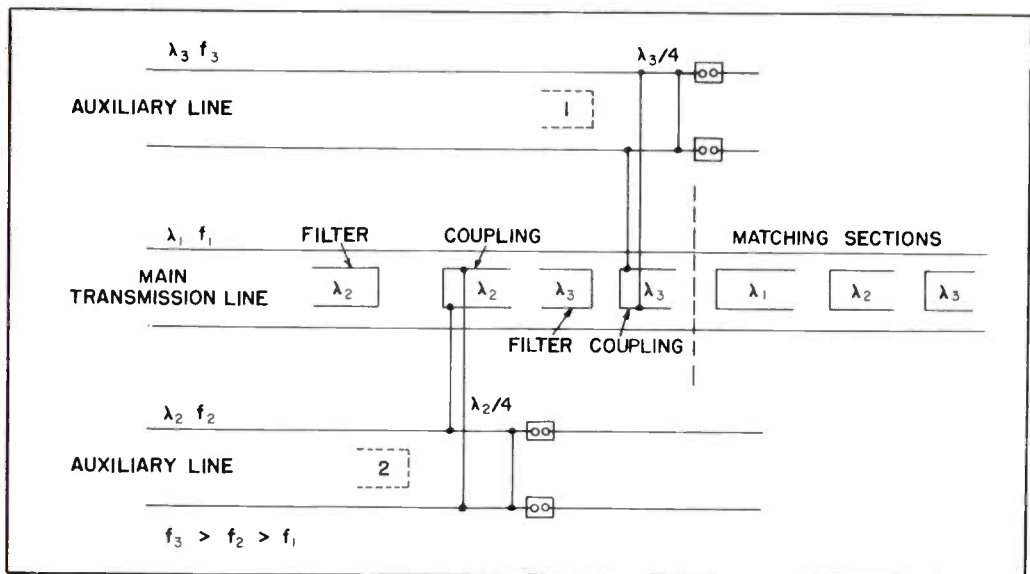 λ₃ f₃
λ₃/4
AUXILIARY LINE
1
λ₁ f₁
FILTER
COUPLING
MATCHING SECTIONS
MAIN
TRANSMISSION LINE
λ₂
λ₂
λ₃
λ₃
λ₁
λ₂
λ₃
FILTER
COUPLING
λ₂ f₂
λ₂/4
AUXILIARY LINE
2
f₃ > f₂ > f₁